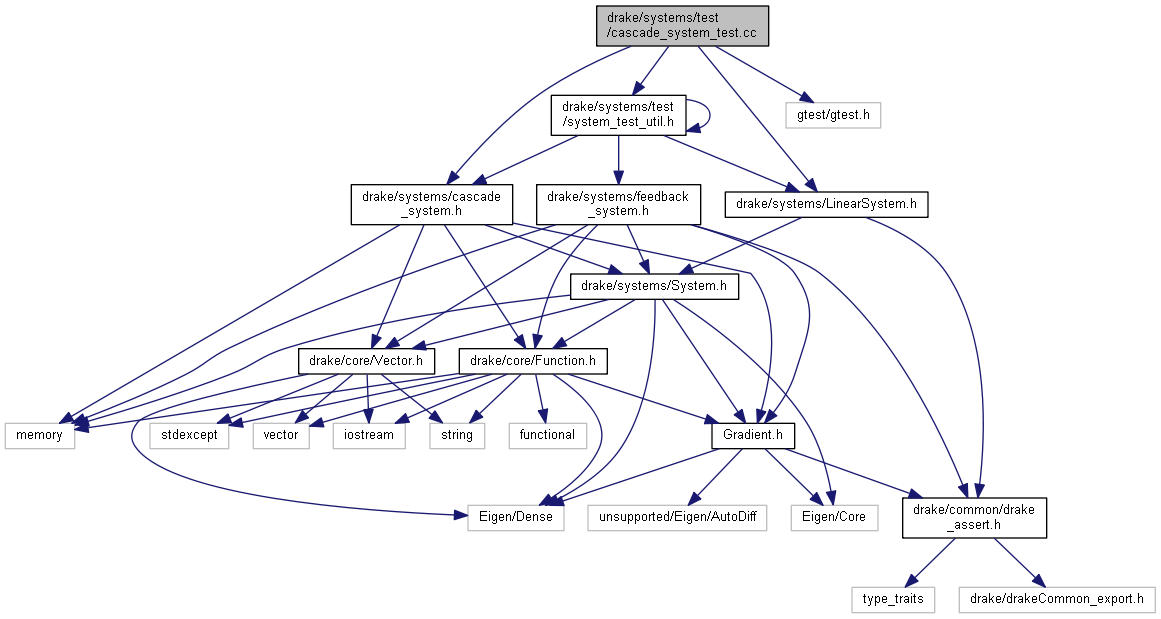 drake/systems/test
/cascade_system_test.cc
drake/systems/test
/system_test_util.h
gtest/gtest.h
drake/systems/cascade
_system.h
drake/systems/feedback
_system.h
drake/systems/LinearSystem.h
drake/systems/System.h
drake/core/Vector.h
drake/core/Function.h
memory
stdexcept
vector
iostream
string
functional
Gradient.h
Eigen/Dense
unsupported/Eigen/AutoDiff
Eigen/Core
drake/common/drake
_assert.h
type_traits
drake/drakeCommon_export.h